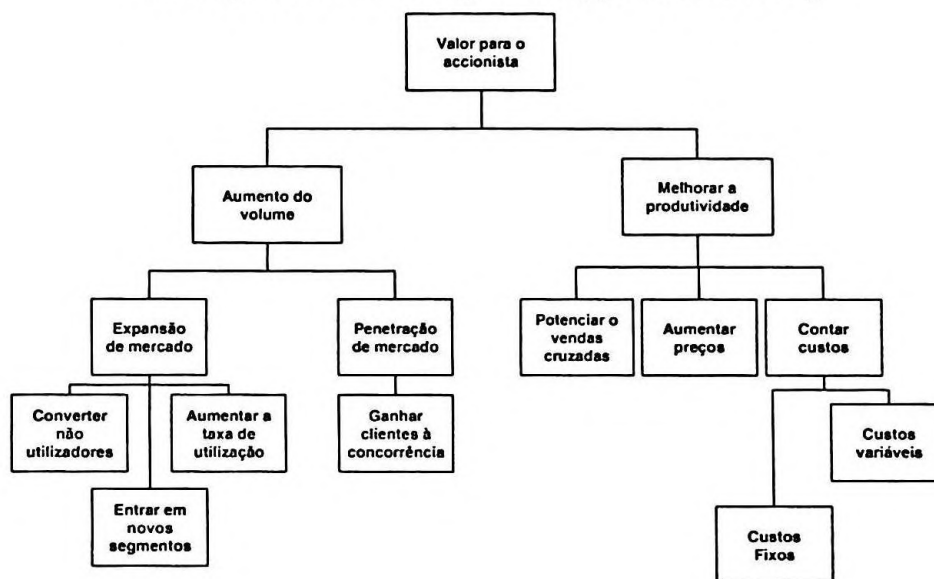 Valor para o
accionista
Aumento do
volume
Melhorar a
produtividade
Expansão
de mercado
Penetração
de mercado
Potenciar o
vendas
cruzadas
Aumentar
preços
Contar
custos
Converter
não
utilizadores
Aumentar a
taxa de
utilização
Ganhar
clientes à
concorrência
Custos
variáveis
Entrar em
novos
segmentos
Custos
Fixos